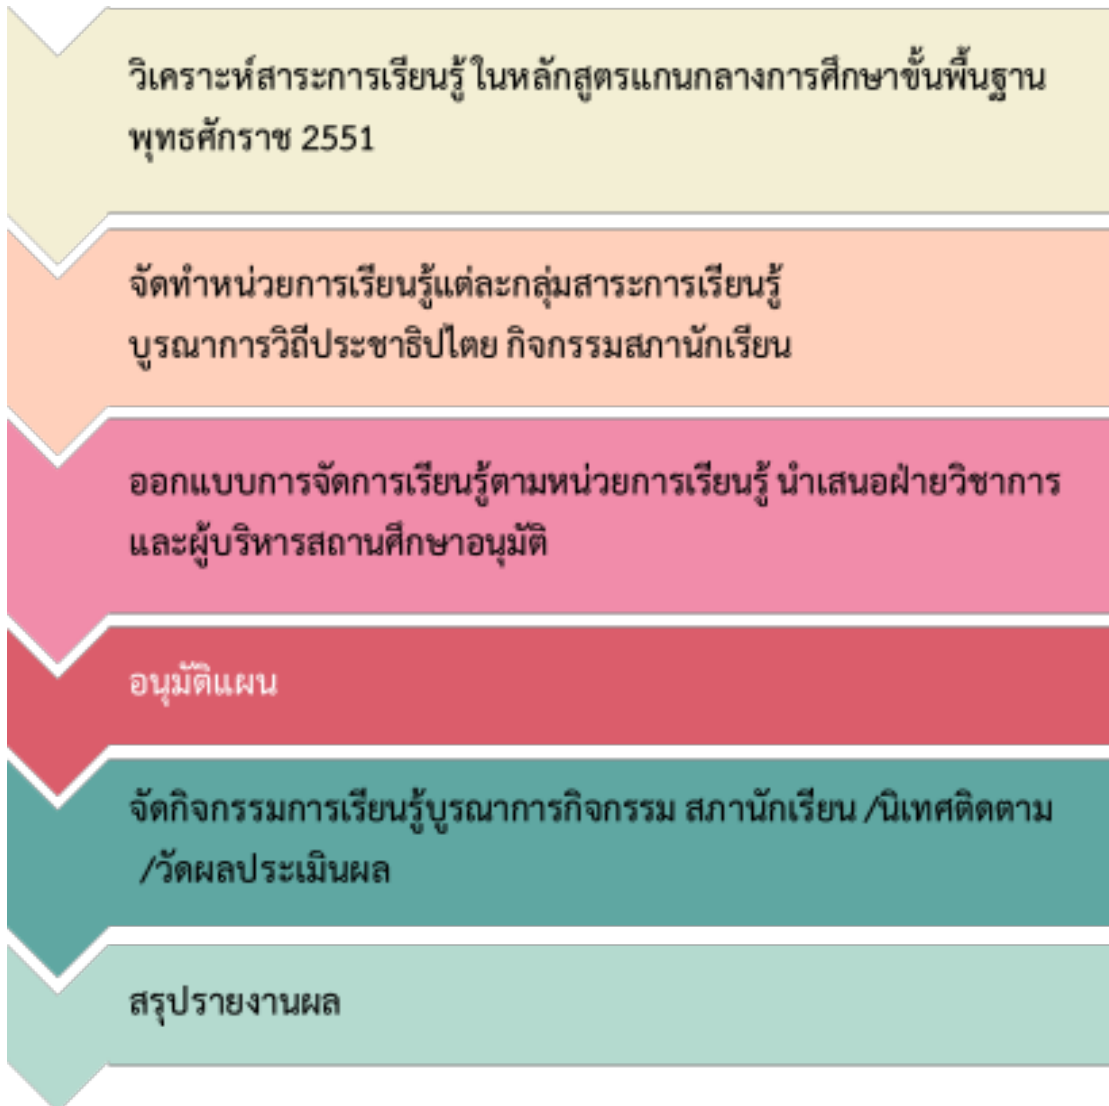 วิเคราะห์สาระการเรียนรู้ ในหลักสูตรแกนกลางการศึกษาขั้นพื้นฐาน
พุทธศักราช 2551
จัดทำหน่วยการเรียนรู้แต่ละกลุ่มสาระการเรียนรู้
บูรณาการวิถีประชาธิปไตย กิจกรรมสภานักเรียน
ออกแบบการจัดการเรียนรู้ตามหน่วยการเรียนรู้ นำเสนอฝ่ายวิชาการ
และผู้บริหารสถานศึกษาอนุมัติ
อนุมัติแผน
จัดกิจกรรมการเรียนรู้บูรณาการกิจกรรม สภานักเรียน /นิเทศติดตาม
/วัดผลประเมินผล
สรุปรายงานผล